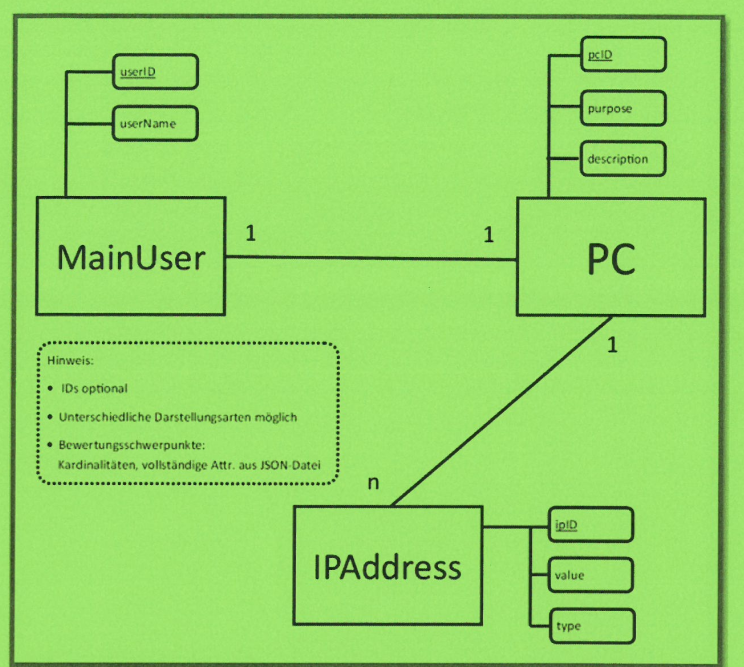 userID
userName
pcID
purpose
description
MainUser
1
1
PC
1
Hinweis:
• IDs optional
• Unterschiedliche Darstellungsarten möglich
• Bewertungsschwerpunkte:
Kardinalitäten, vollständige Attr. aus JSON-Datei
n
IPAddress
ipID
value
type